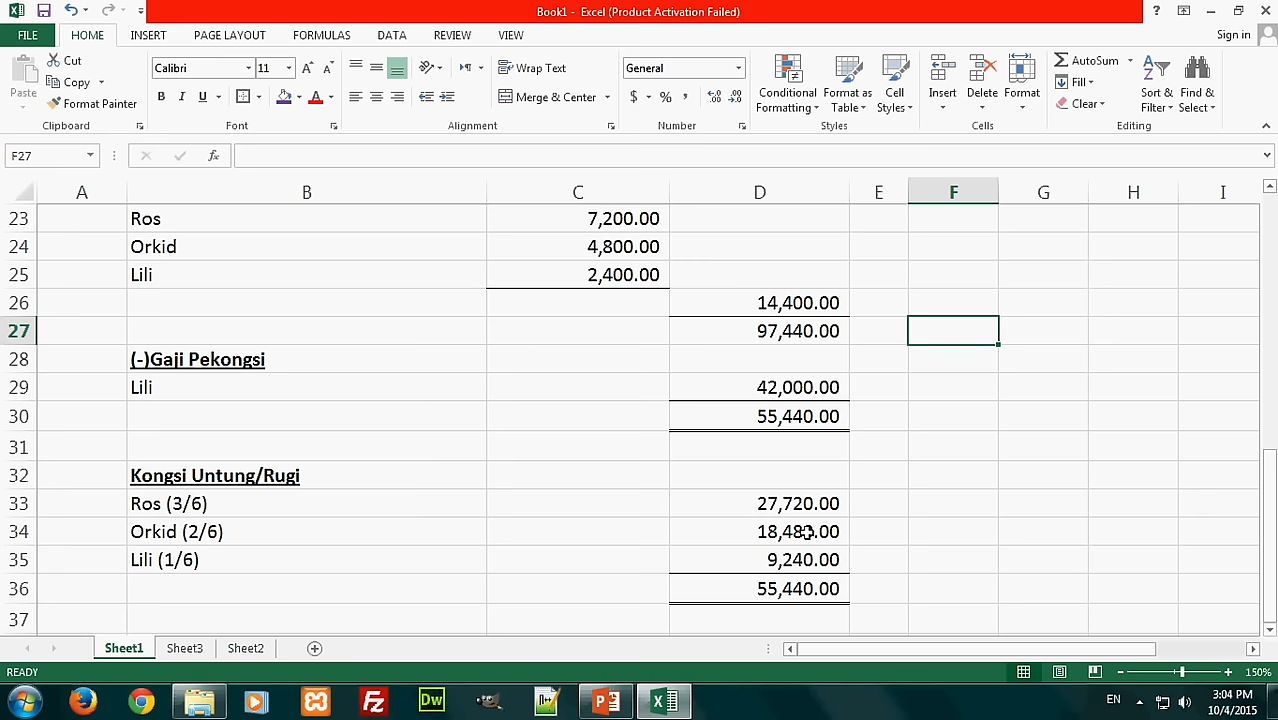 Book1 - Excel (Product Activation Failed)
FILE HOME INSERT PAGE LAYOUT FORMULAS DATA REVIEW VIEW Sign in
Paste Cut Copy Format Painter Clipboard
Calibri 11 B I U A Font
Wrap Text Merge & Center Alignment
General $ % , Number
Conditional Formatting Format as Table Cell Styles Styles
Insert Delete Format Cells
AutoSum Fill Clear Sort & Filter Find & Select Editing
F27 fx
A B C D E F G H I
23 Ros 7,200.00
24 Orkid 4,800.00
25 Lili 2,400.00
26 14,400.00
27 97,440.00
28 (-)Gaji Pekongsi
29 Lili 42,000.00
30 55,440.00
31
32 Kongsi Untung/Rugi
33 Ros (3/6) 27,720.00
34 Orkid (2/6) 18,480.00
35 Lili (1/6) 9,240.00
36 55,440.00
37
Sheet1 Sheet3 Sheet2
READY 150%
Dw EN 3:04 PM
10/4/2015